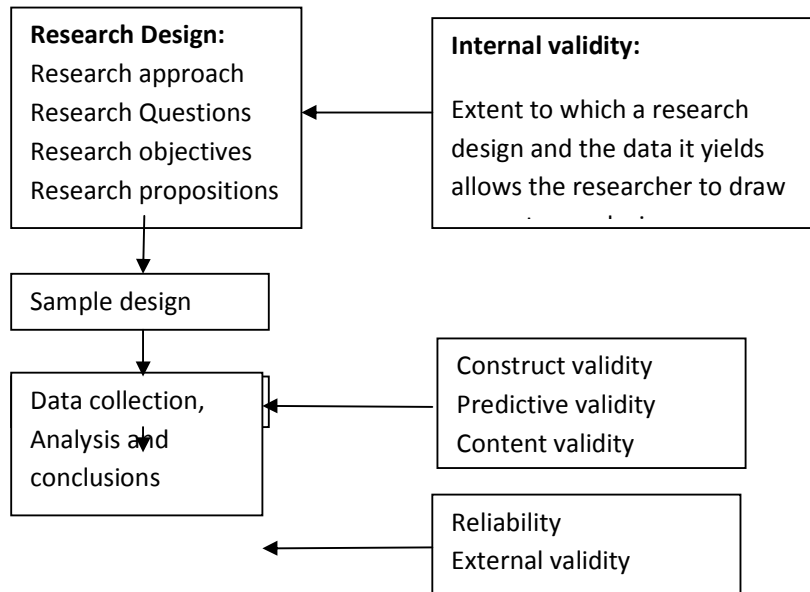 Research Design:
Research approach
Research Questions
Research objectives
Research propositions
Internal validity:
Extent to which a research
design and the data it yields
allows the researcher to draw
Sample design
Data collection,
Analysis and
conclusions
Construct validity
Predictive validity
Content validity
Reliability
External validity